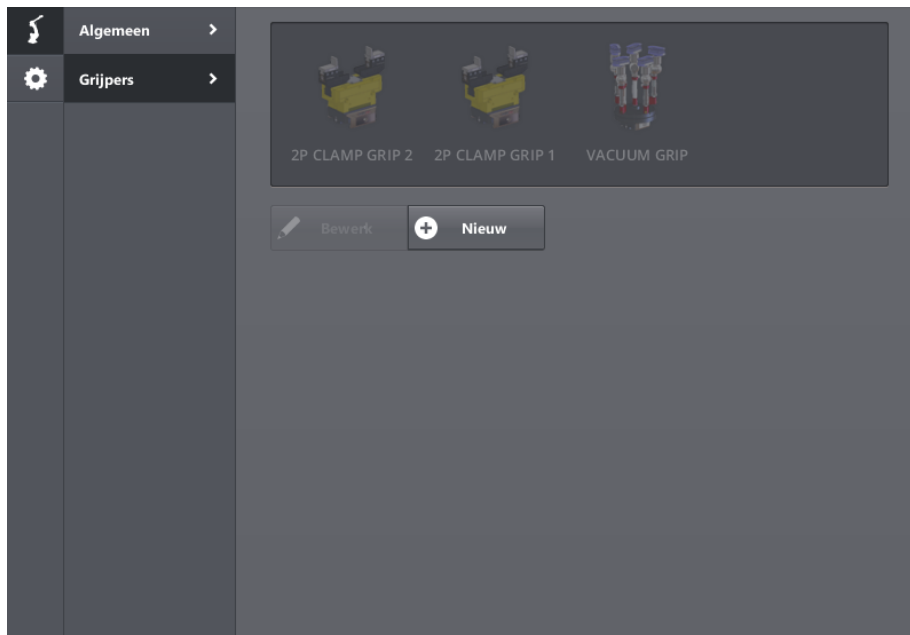 Algemeen
Grijpers
2P CLAMP GRIP 2
2P CLAMP GRIP 1
VACUUM GRIP
Bewerk
Nieuw